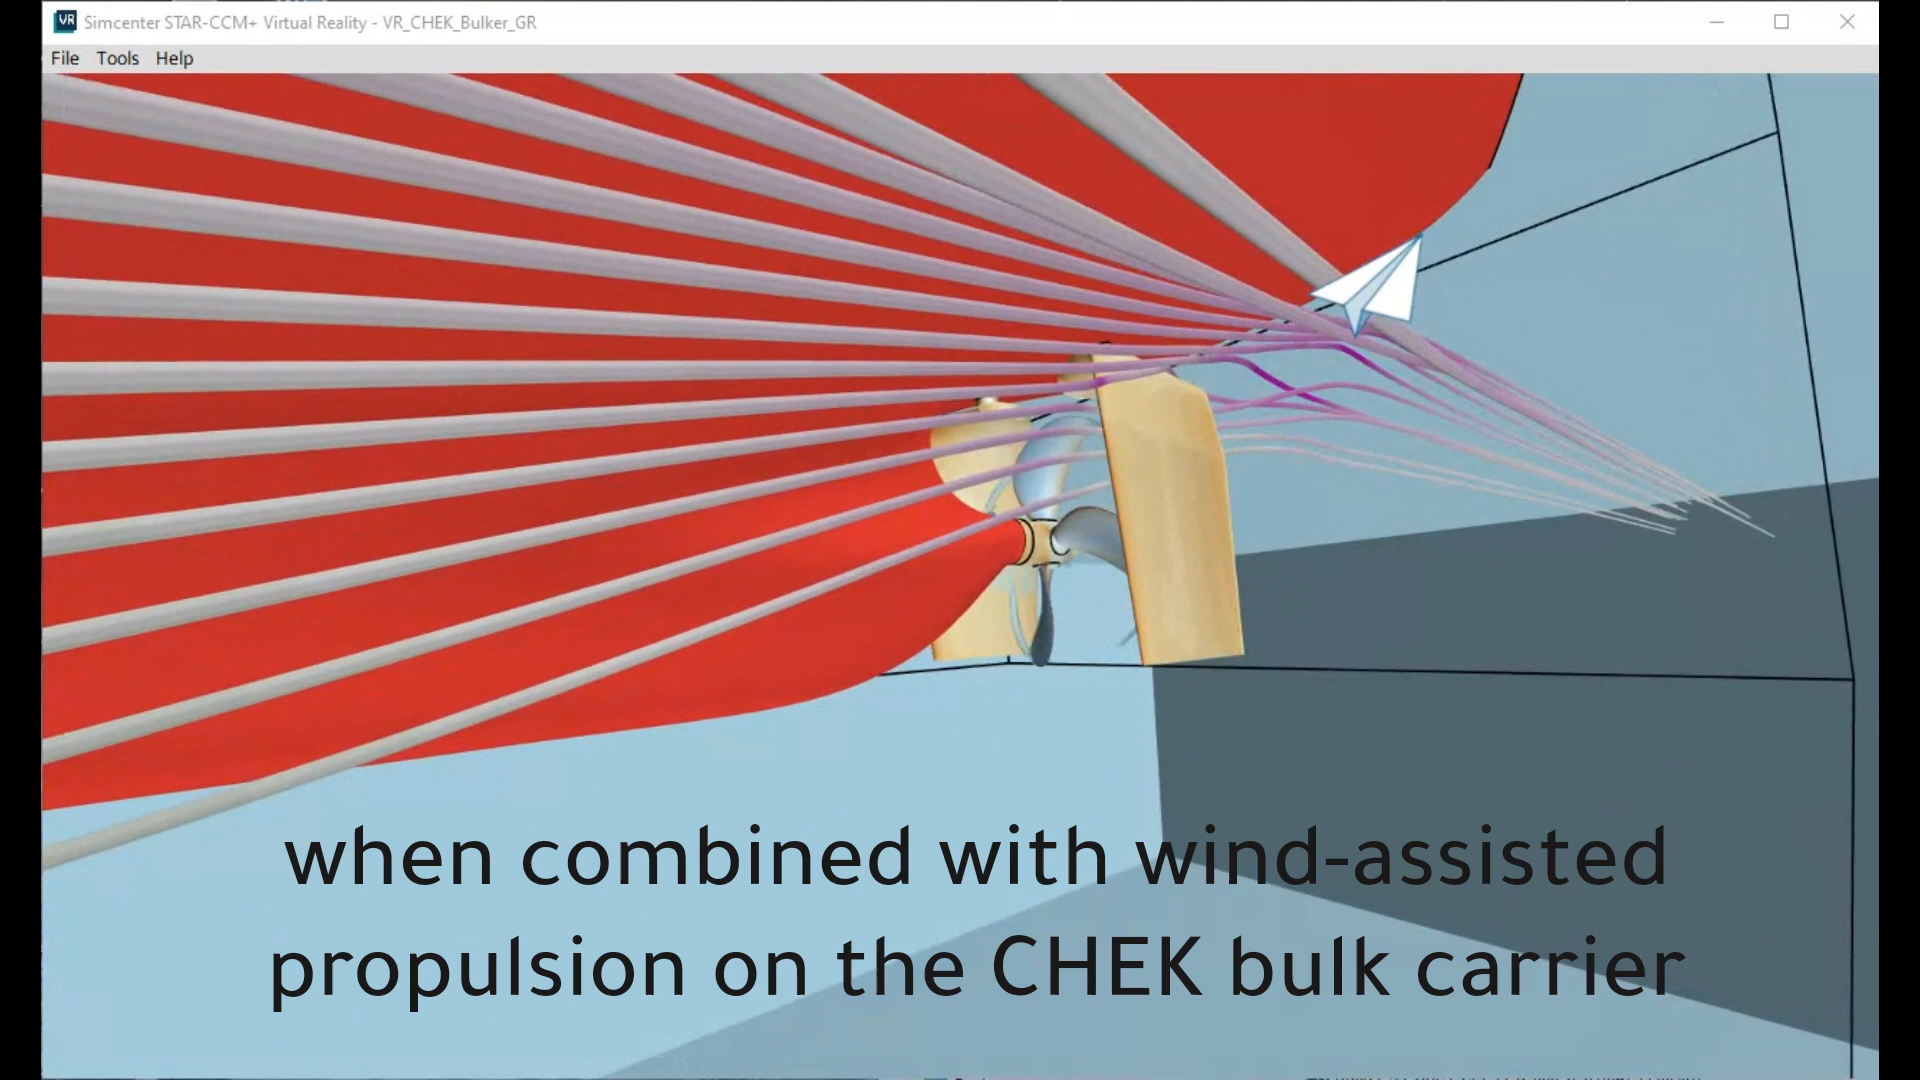 VR
Simcenter STAR-CCM+ Virtual Reality - VR_CHEK_Bulker_GR
File Tools Help
when combined with wind-assisted
propulsion on the CHEK bulk carrier